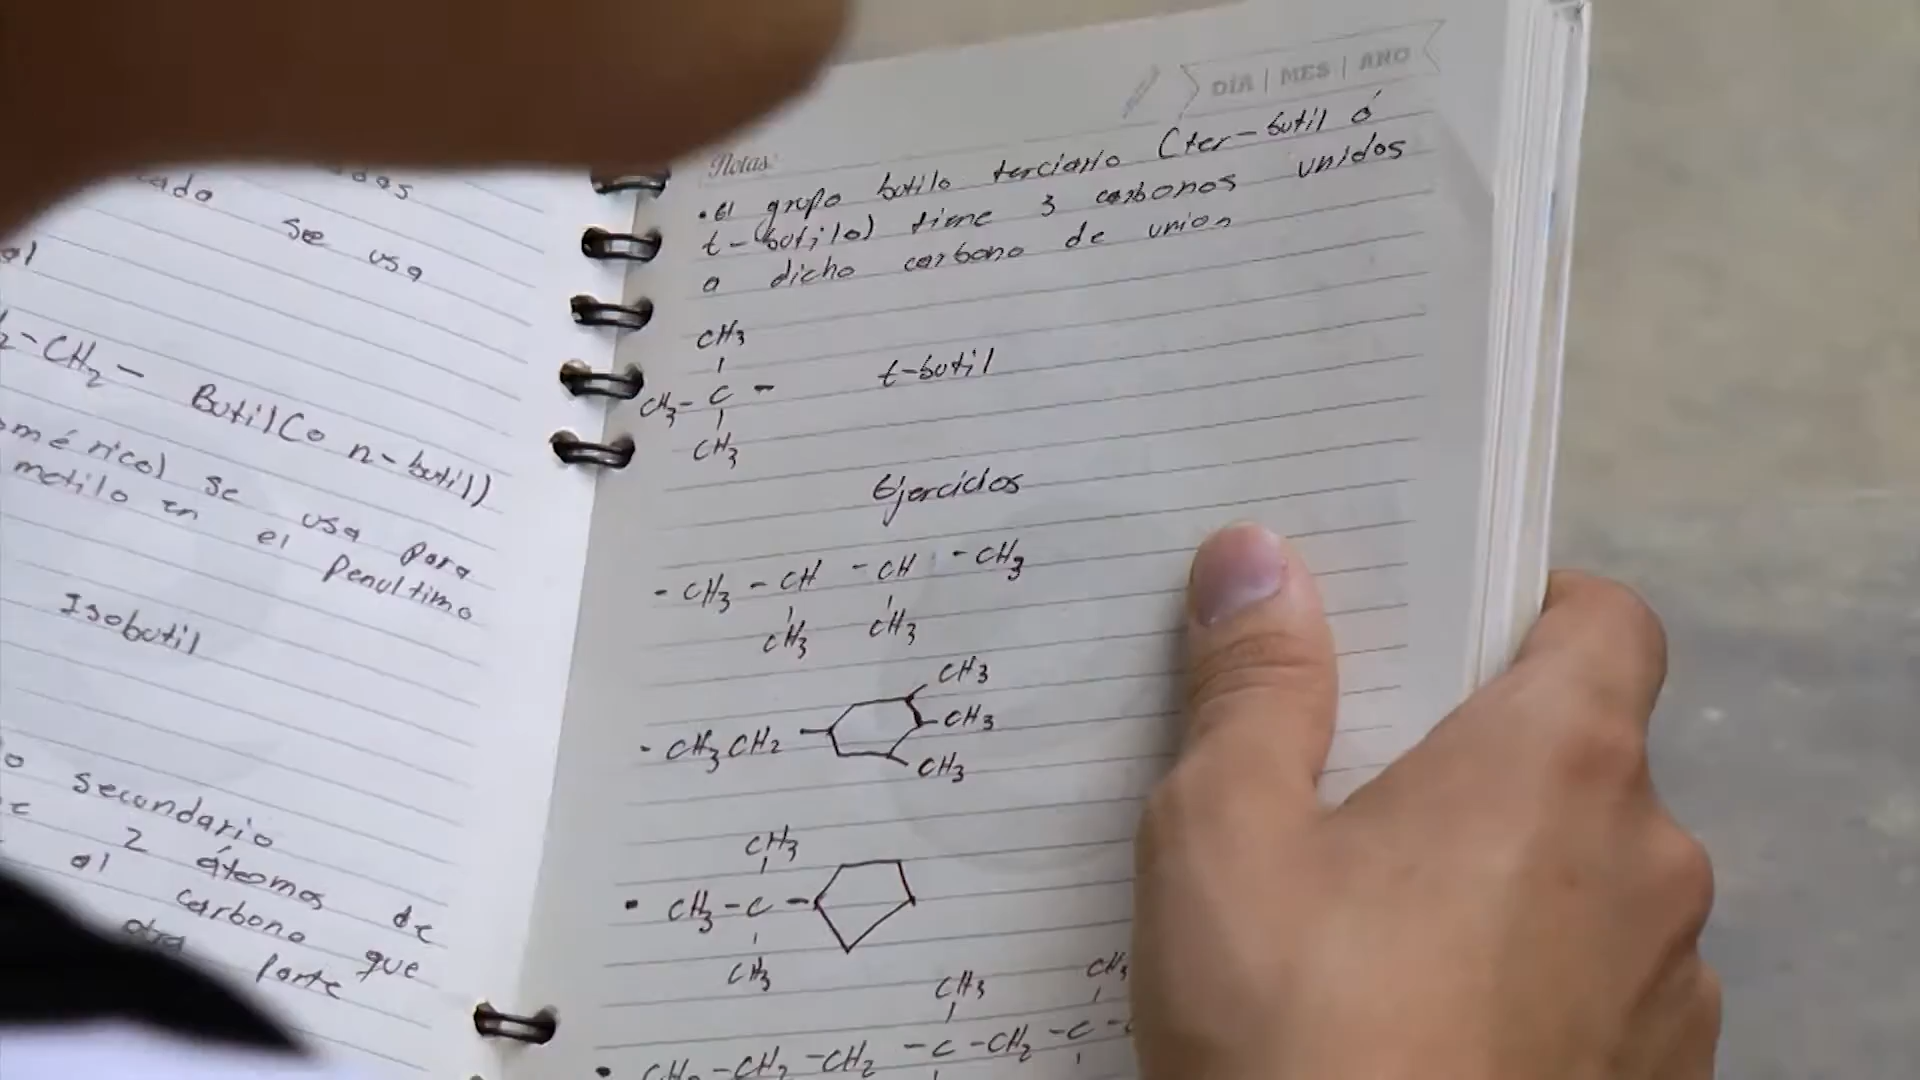 se usa
CH2 - Butil (o n-butil)
se usa para
metilo en el Penultimo
Isobutil
secundario
2 átomos de
al carbono que
otra Parte
DÍA | MES | AÑO
Notas:
• El grupo butilo terciario (ter-butil ó
t-butilo) tiene 3 carbonos unidos
a dicho carbono de union
CH3
CH3 - C - t-butil
CH3
Ejercicios
- CH3 - CH - CH - CH3
CH3 CH3
CH3
- CH3 CH2 CH3
CH3
CH3
• CH3 - C -
CH3
CH3 CH3
• CH3 - CH2 - CH2 - C - CH2 - C -